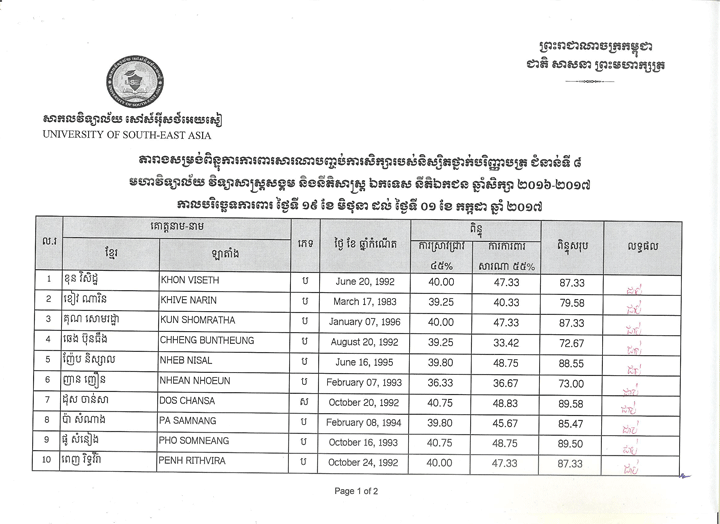 ព្រះរាជាណាចក្រកម្ពុជា
ជាតិ សាសនា ព្រះមហាក្សត្រ
សាកលវិទ្យាល័យ សៅស៍អ៊ីសថ៍អេយសៀ
UNIVERSITY OF SOUTH-EAST ASIA
តារាងសម្រង់ពិន្ទុការការពារសារណាបញ្ចប់ការសិក្សារបស់និស្សិតថ្នាក់បរិញ្ញាបត្រ ជំនាន់ទី ៨
មហាវិទ្យាល័យ វិទ្យាសាស្ត្រសង្គម និងនីតិសាស្ត្រ ឯកទេស នីតិឯកជន ឆ្នាំសិក្សា ២០១៦-២០១៧
កាលបរិច្ឆេទការពារ ថ្ងៃទី ១៩ ខែ មិថុនា ដល់ ថ្ងៃទី ០១ ខែ កក្កដា ឆ្នាំ ២០១៧
ល.រ គោត្តនាម-នាម ភេទ ថ្ងៃ ខែ ឆ្នាំកំណើត ពិន្ទុ ពិន្ទុសរុប លទ្ធផល
ខ្មែរ ឡាតាំង ការស្រាវជ្រាវ ៤៥% ការការពារ សារណា ៥៥%
1 ខុន វិសិដ្ឋ KHON VISETH ប June 20, 1992 40.00 47.33 87.33 ជាប់
2 ខៀវ ណារិន KHIVE NARIN ប March 17, 1983 39.25 40.33 79.58 ជាប់
3 គុណ សោមរដ្ឋា KUN SHOMRATHA ប January 07, 1996 40.00 47.33 87.33 ជាប់
4 ឆេង ប៊ុនធឿង CHHENG BUNTHEUNG ប August 20, 1992 39.25 33.42 72.67 ជាប់
5 ញ៉ែប និស្សាល NHEB NISAL ប June 16, 1995 39.80 48.75 88.55 ជាប់
6 ញាន ញឿន NHEAN NHOEUN ប February 07, 1993 36.33 36.67 73.00 ជាប់
7 ដុស ចាន់សា DOS CHANSA ស October 20, 1992 40.75 48.83 89.58 ជាប់
8 ប៉ា សំណាង PA SAMNANG ប February 08, 1994 39.80 45.67 85.47 ជាប់
9 ផូ សំនៀង PHO SOMNEANG ប October 16, 1993 40.75 48.75 89.50 ជាប់
10 ពេញ រិទ្ធវីរ៉ា PENH RITHVIRA ប October 24, 1992 40.00 47.33 87.33 ជាប់
Page 1 of 2